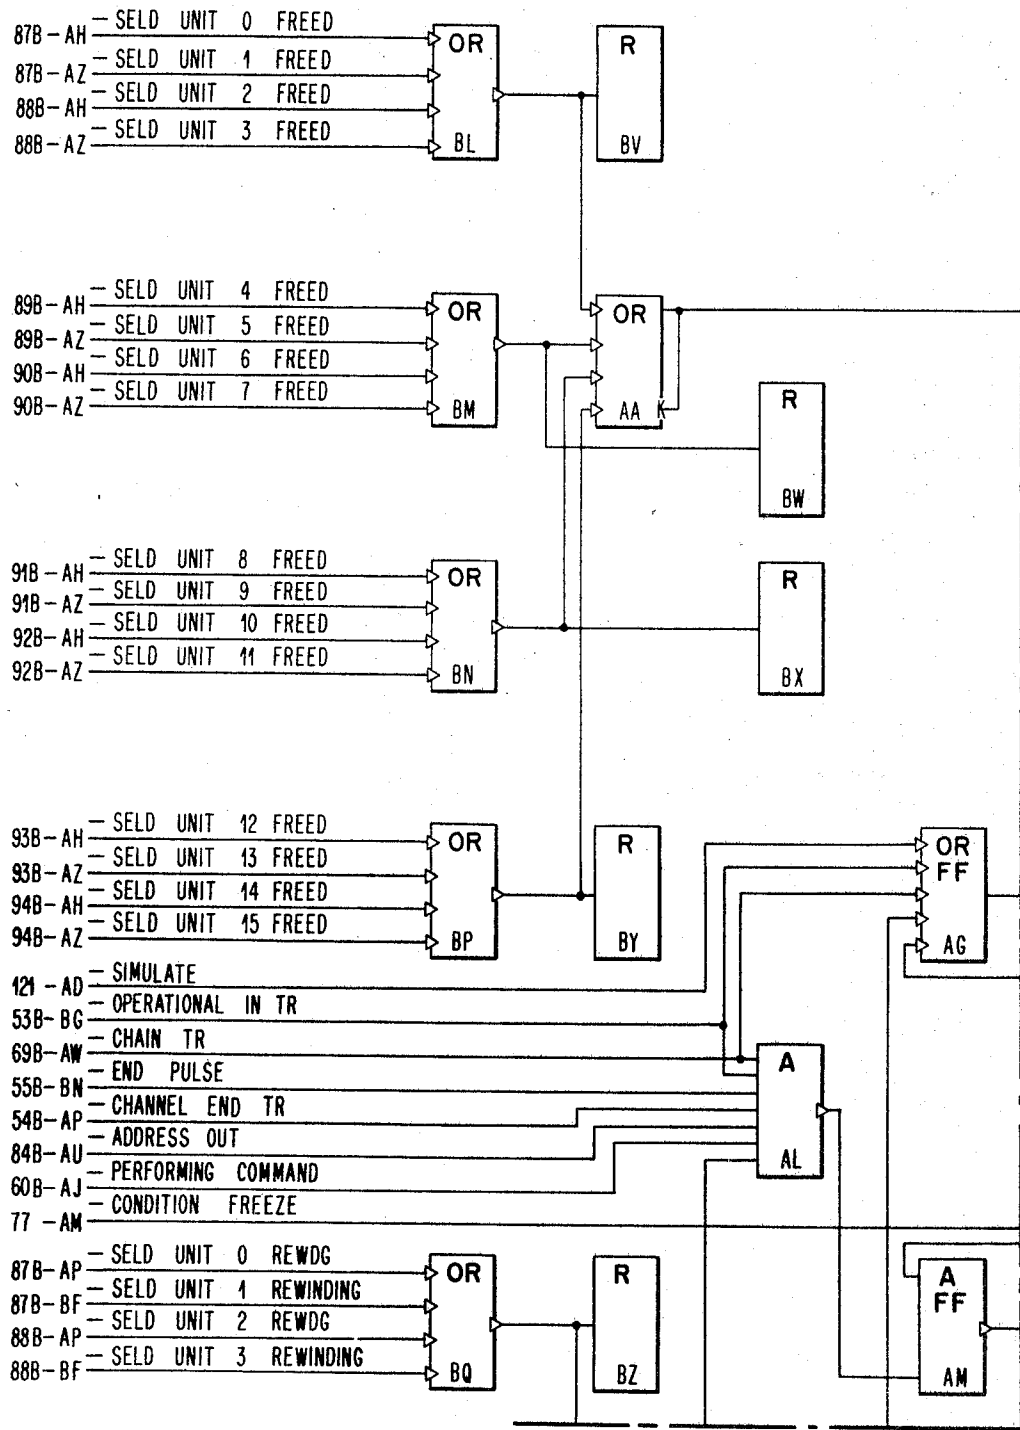 87B-AH — SELD UNIT 0 FREED
87B-AZ — SELD UNIT 1 FREED
88B-AH — SELD UNIT 2 FREED
88B-AZ — SELD UNIT 3 FREED
OR
BL
R
BV
89B-AH — SELD UNIT 4 FREED
89B-AZ — SELD UNIT 5 FREED
90B-AH — SELD UNIT 6 FREED
90B-AZ — SELD UNIT 7 FREED
OR
BM
OR
AA K
R
BW
91B-AH — SELD UNIT 8 FREED
91B-AZ — SELD UNIT 9 FREED
92B-AH — SELD UNIT 10 FREED
92B-AZ — SELD UNIT 11 FREED
OR
BN
R
BX
93B-AH — SELD UNIT 12 FREED
93B-AZ — SELD UNIT 13 FREED
94B-AH — SELD UNIT 14 FREED
94B-AZ — SELD UNIT 15 FREED
OR
BP
R
BY
OR
FF
AG
121-AD — SIMULATE
53B-BG — OPERATIONAL IN TR
69B-AW — CHAIN TR
55B-BN — END PULSE
54B-AP — CHANNEL END TR
84B-AU — ADDRESS OUT
60B-AJ — PERFORMING COMMAND
77-AM — CONDITION FREEZE
A
AL
87B-AP — SELD UNIT 0 REWDG
87B-BF — SELD UNIT 1 REWINDING
88B-AP — SELD UNIT 2 REWDG
88B-BF — SELD UNIT 3 REWINDING
OR
BQ
R
BZ
A
FF
AM